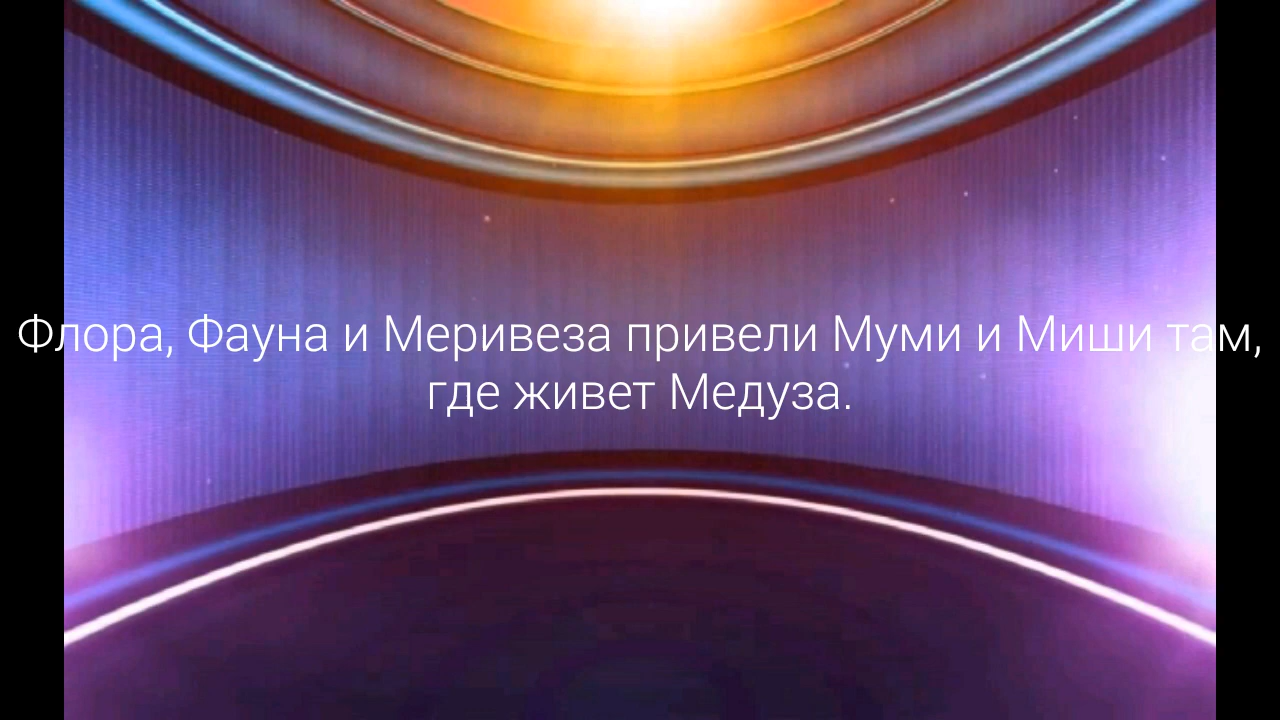 Флора, Фауна и Меривеза привели Муми и Миши там,
где живет Медуза.